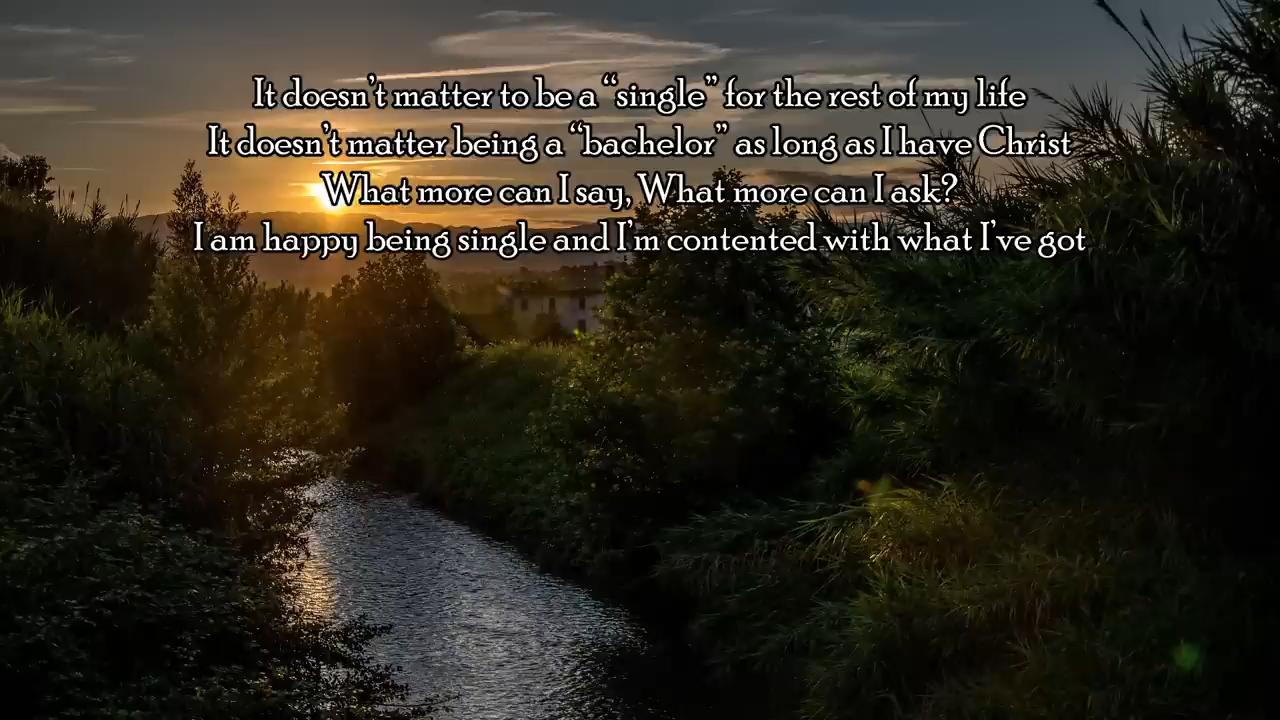 It doesn't matter to be a “single” for the rest of my life
It doesn't matter being a “bachelor” as long as I have Christ
What more can I say, What more can I ask?
I am happy being single and I'm contented with what I've got